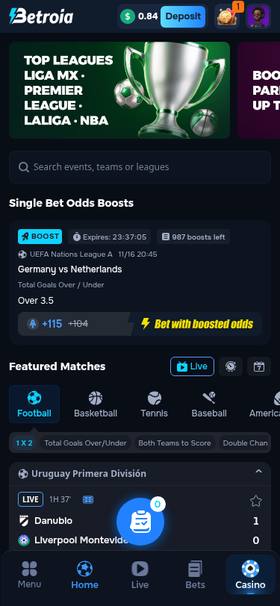 Betroia
$ 0.84 Deposit
1
TOP LEAGUES
LIGA MX ·
PREMIER
LEAGUE ·
LALIGA · NBA
BOO
PAR
UP T
Search events, teams or leagues
Single Bet Odds Boosts
BOOST Expires: 23:37:05 987 bets left
UEFA Nations League A 11/16 20:45
Germany vs Netherlands
Total Goals Over / Under
Over 3.5
+115 +104 Bet with boosted odds
Featured Matches
Live
7
Football Basketball Tennis Baseball America
1 X 2 Total Goals Over/Under Both Teams to Score Double Chan
Uruguay Primera División
LIVE 1H 37'
0
Danubio 1
Liverpool Montevide 0
Menu Home Live Bets Casino